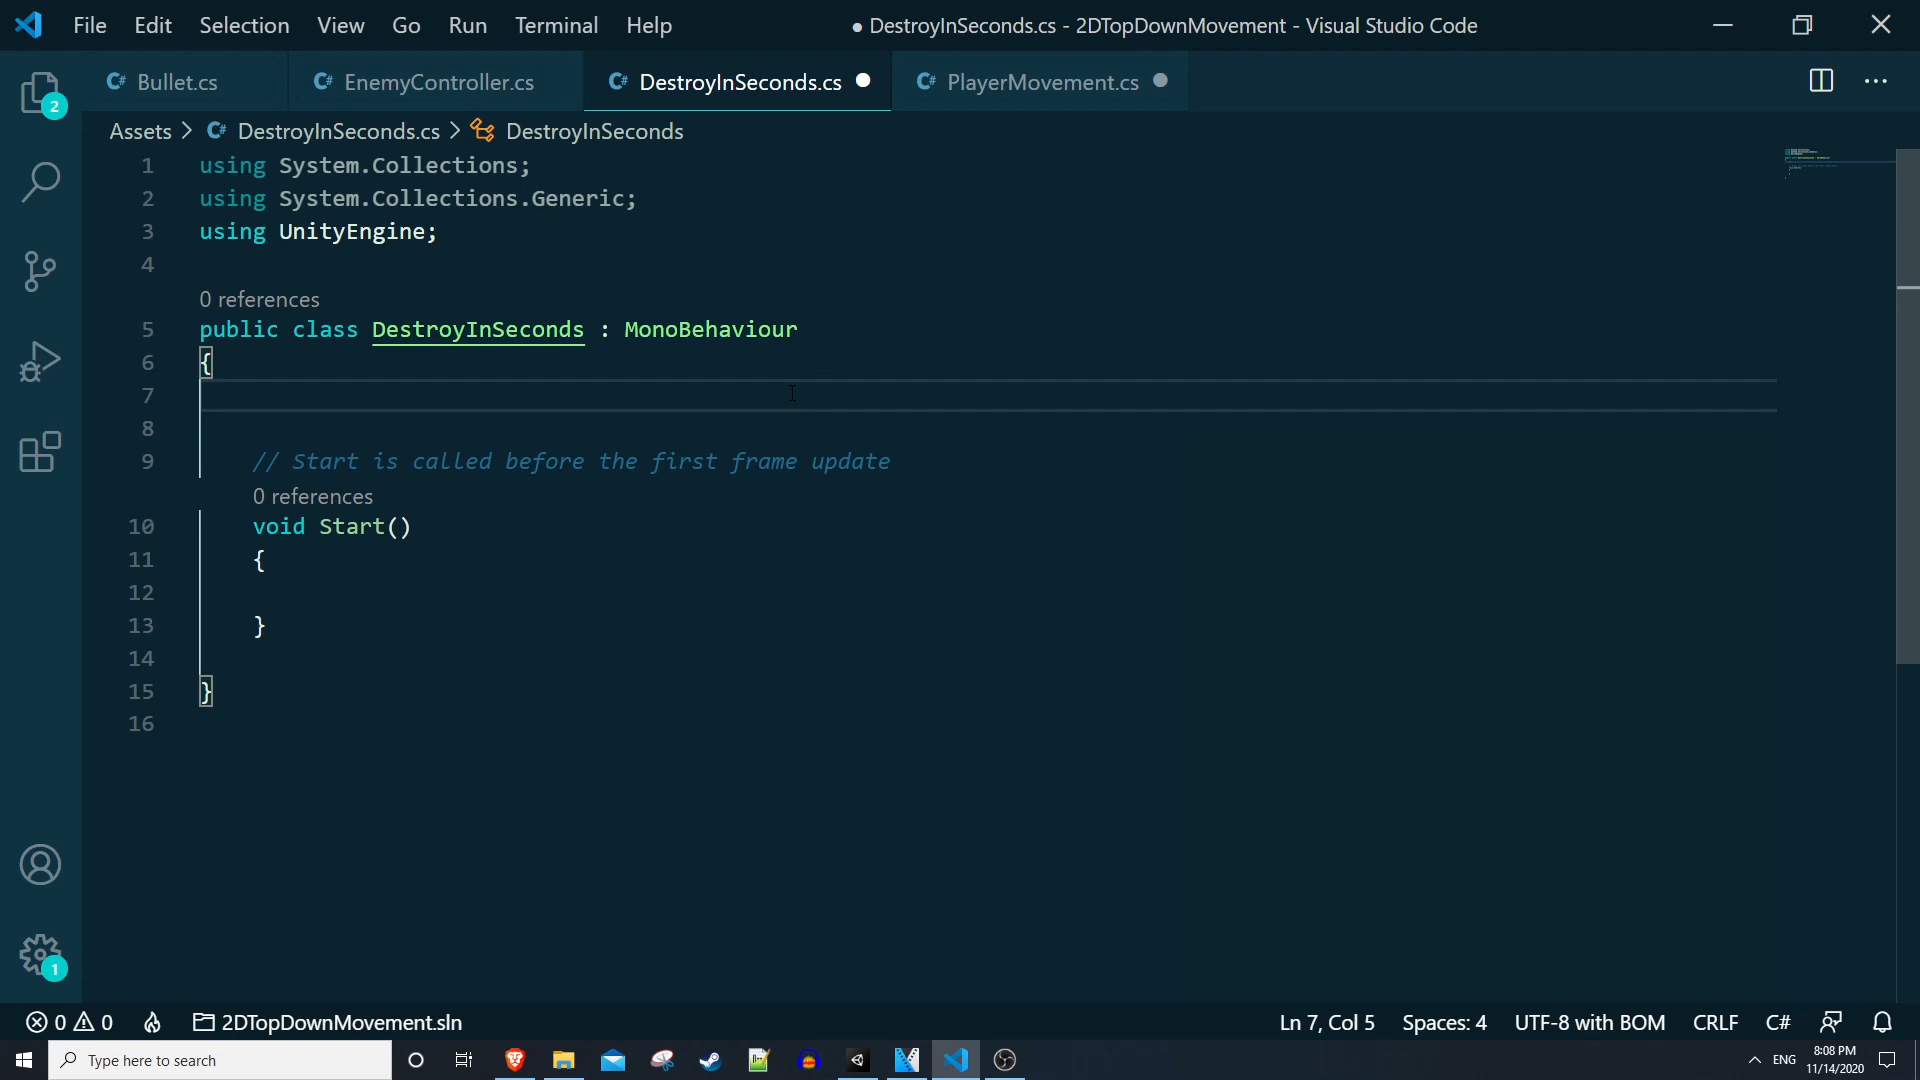 File Edit Selection View Go Run Terminal Help ● DestroyInSeconds.cs - 2DTopDownMovement - Visual Studio Code
C# Bullet.cs C# EnemyController.cs C# DestroyInSeconds.cs C# PlayerMovement.cs
2
Assets > C# DestroyInSeconds.cs > DestroyInSeconds
1 using System.Collections;
2 using System.Collections.Generic;
3 using UnityEngine;
4
0 references
5 public class DestroyInSeconds : MonoBehaviour
6 {
7
8
9 // Start is called before the first frame update
0 references
10 void Start()
11 {
12
13 }
14
15 }
16
1
0 0 2DTopDownMovement.sln Ln 7, Col 5 Spaces: 4 UTF-8 with BOM CRLF C#
Type here to search ENG 8:08 PM
11/14/2020